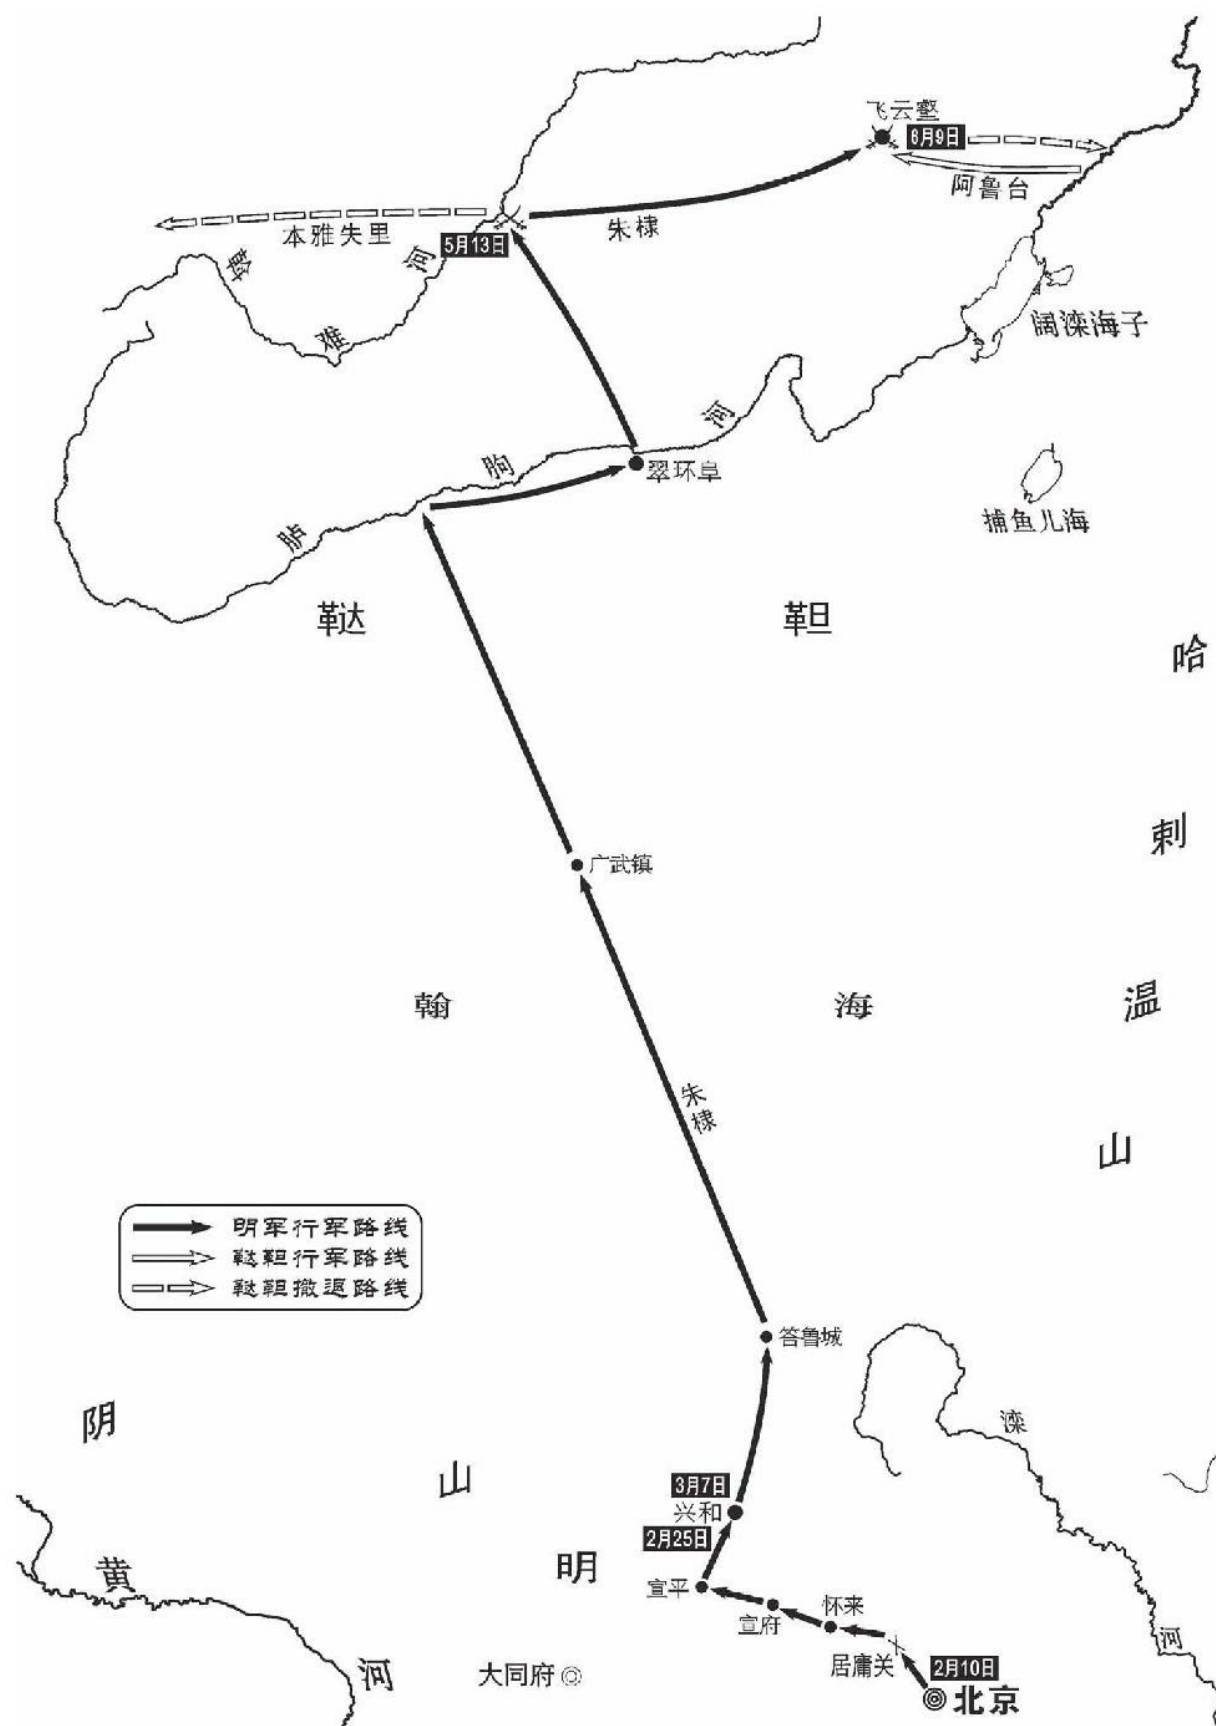 飞云壑
6月9日
阿鲁台
朱棣
本雅失里
5月13日
斡难河
阔滦海子
胪朐河
翠环阜
捕鱼儿海
鞑靼
哈剌温山
广武镇
瀚海
朱棣
明军行军路线
鞑靼行军路线
鞑靼撤退路线
答鲁城
阴山
滦河
3月7日
兴和
2月25日
明
宣平
宣府
怀来
居庸关
2月10日
北京
大同府
黄河